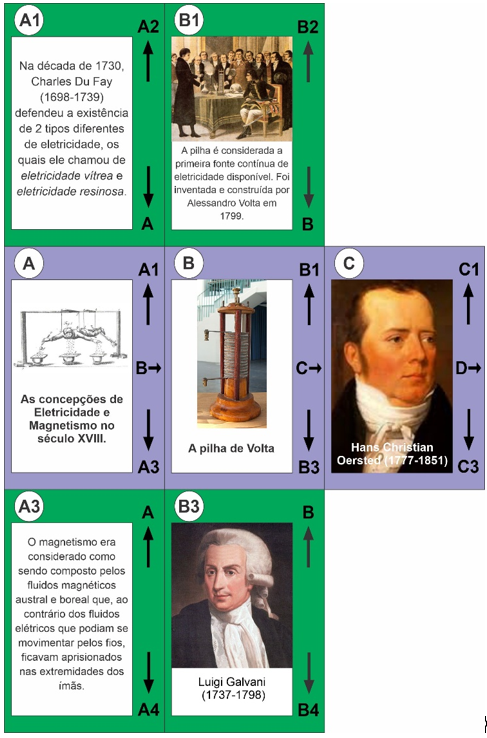 A1
A2
Na década de 1730,
Charles Du Fay
(1698-1739)
defendeu a existência
de 2 tipos diferentes
de eletricidade, os
quais ele chamou de
eletricidade vítrea e
eletricidade resinosa.
A
B1
B2
A pilha é considerada a
primeira fonte contínua de
eletricidade disponível. Foi
inventada e construída por
Alessandro Volta em
1799.
B
A
A1
B
As concepções de
Eletricidade e
Magnetismo no
século XVIII.
A3
B
B1
C
A pilha de Volta
B3
C
C1
D
Hans Christian
Oersted (1777-1851)
C3
A3
A
O magnetismo era
considerado como
sendo composto pelos
fluidos magnéticos
austral e boreal que, ao
contrário dos fluidos
elétricos que podiam se
movimentar pelos fios,
ficavam aprisionados
nas extremidades dos
ímãs.
A4
B3
B
Luigi Galvani
(1737-1798)
B4